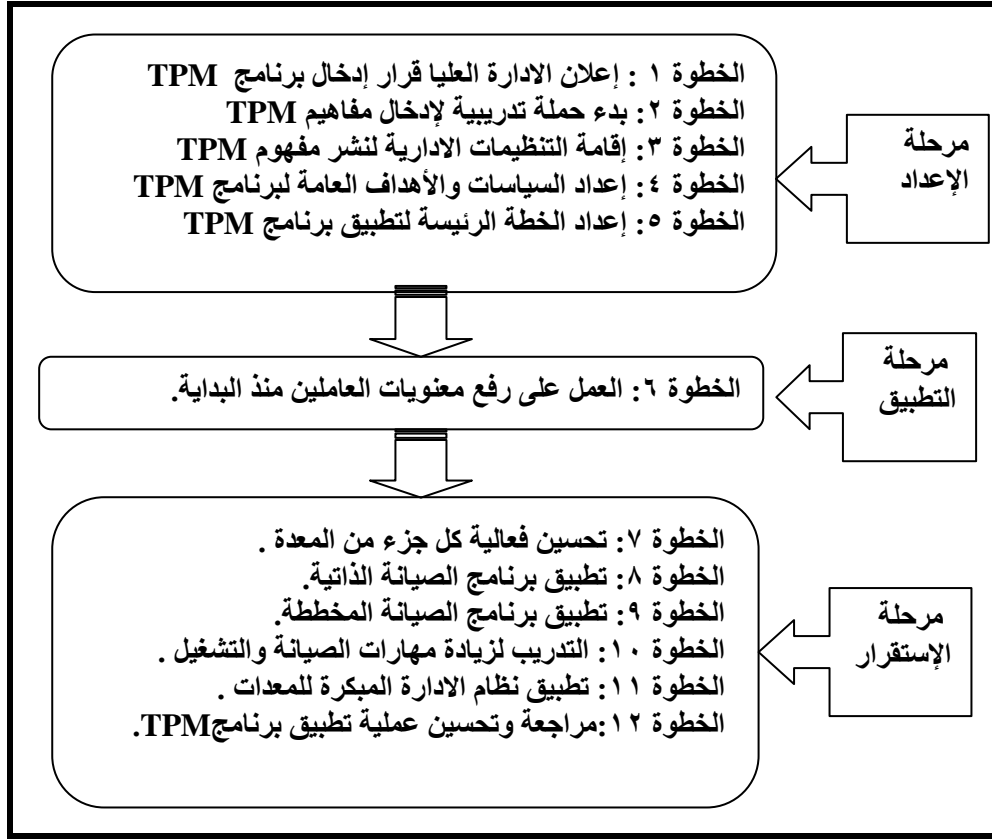 الخطوة ١ : إعلان الادارة العليا قرار إدخال برنامج TPM
الخطوة ٢: بدء حملة تدريبية لإدخال مفاهيم TPM
الخطوة ٣: إقامة التنظيمات الادارية لنشر مفهوم TPM
الخطوة ٤: إعداد السياسات والأهداف العامة لبرنامج TPM
الخطوة ٥: إعداد الخطة الرئيسة لتطبيق برنامج TPM
مرحلة
الإعداد
الخطوة ٦: العمل على رفع معنويات العاملين منذ البداية.
مرحلة
التطبيق
الخطوة ٧: تحسين فعالية كل جزء من المعدة .
الخطوة ٨: تطبيق برنامج الصيانة الذاتية.
الخطوة ٩: تطبيق برنامج الصيانة المخططة.
الخطوة ١٠: التدريب لزيادة مهارات الصيانة والتشغيل .
الخطوة ١١: تطبيق نظام الادارة المبكرة للمعدات .
الخطوة ١٢:مراجعة وتحسين عملية تطبيق برنامجTPM.
مرحلة
الإستقرار